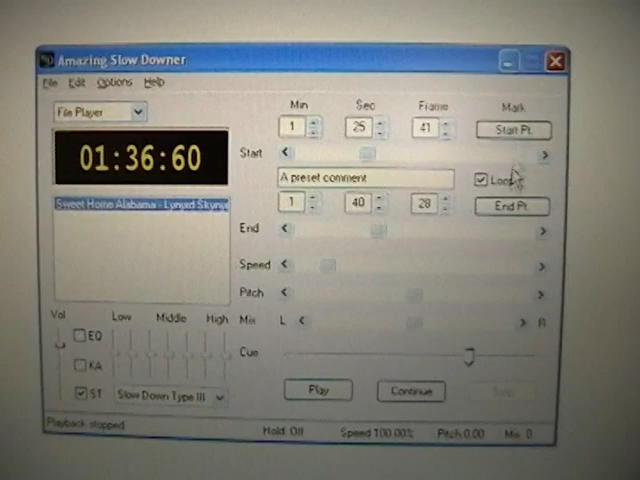 Amazing Slow Downer
File Edit Options Help
File Player
Min Sec Frame Mark
1 25 41 Start Pt.
01:36:60
Start
A preset comment
Loop
Sweet Home Alabama - Lynyrd Skynyr
1 40 28 End Pt
End
Speed
Pitch
Vol Low Middle High Mix L R
EQ
Cue
KA
ST Slow Down Type III
Play Continue
Playback stopped Hold: Off Speed 100.00% Pitch 0.00 Mix 0